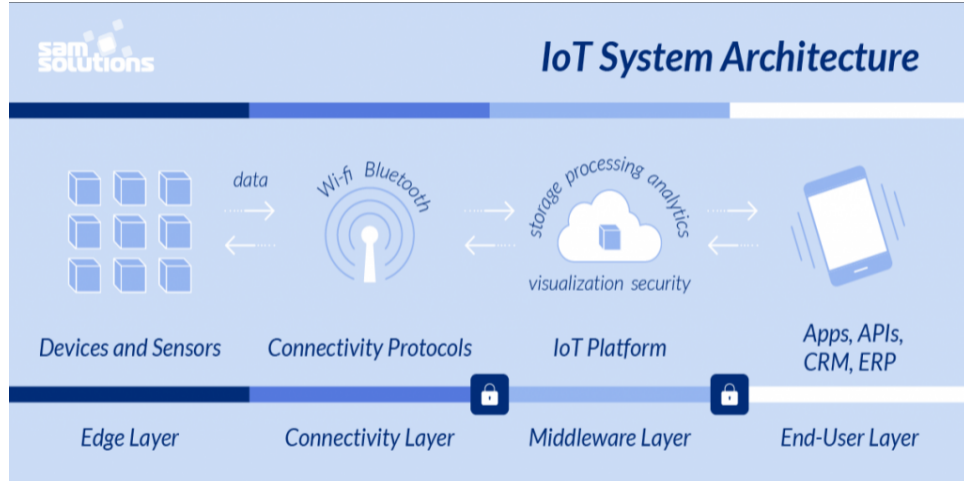 sam
solutions
IoT System Architecture
data
Wi-fi Bluetooth
storage processing analytics
visualization security
Devices and Sensors
Connectivity Protocols
IoT Platform
Apps, APIs,
CRM, ERP
Edge Layer
Connectivity Layer
Middleware Layer
End-User Layer